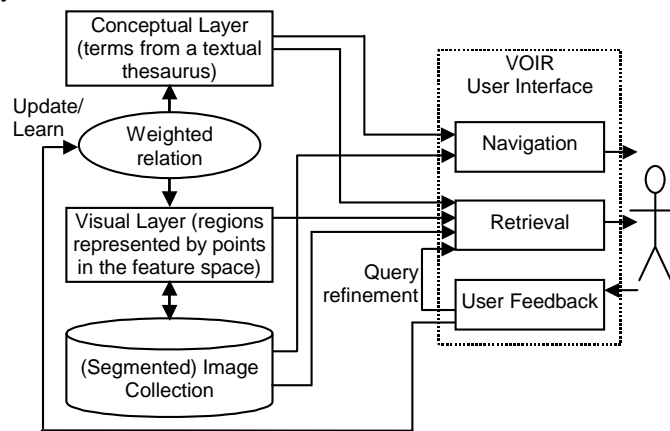 Conceptual Layer
(terms from a textual
thesaurus)
Update/
Learn
Weighted
relation
Visual Layer (regions
represented by points
in the feature space)
(Segmented) Image
Collection
VOIR
User Interface
Navigation
Retrieval
Query
refinement
User Feedback